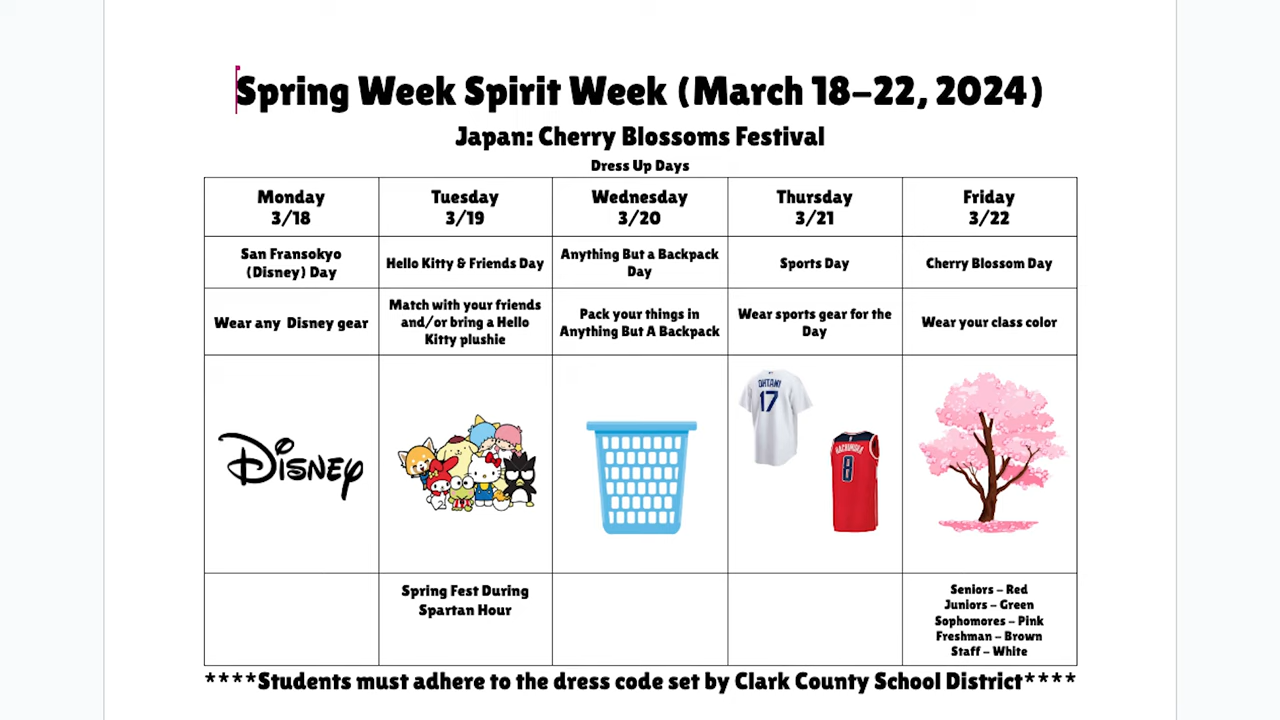 Spring Week Spirit Week (March 18-22, 2024)
Japan: Cherry Blossoms Festival
Dress Up Days
Monday
3/18
Tuesday
3/19
Wednesday
3/20
Thursday
3/21
Friday
3/22
San Fransokyo
(Disney) Day
Hello Kitty & Friends Day
Anything But a Backpack
Day
Sports Day
Cherry Blossom Day
Wear any Disney gear
Match with your friends
and/or bring a Hello
Kitty plushie
Pack your things in
Anything But A Backpack
Wear sports gear for the
Day
Wear your class color
Disney
OHTANI
17
HACHIMURA
8
Spring Fest During
Spartan Hour
Seniors - Red
Juniors - Green
Sophomores - Pink
Freshman - Brown
Staff - White
****Students must adhere to the dress code set by Clark County School District****